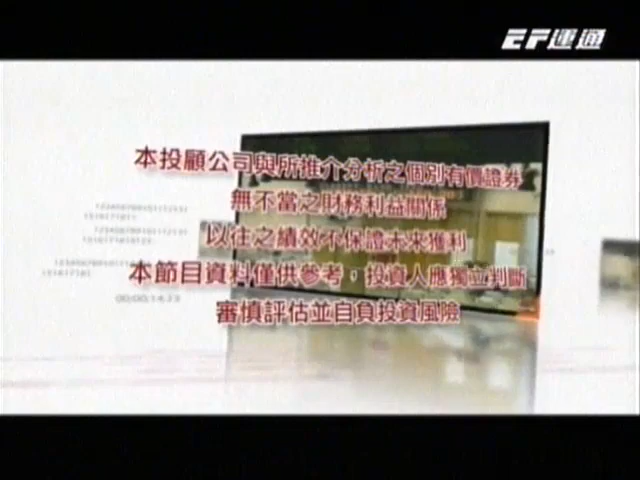 EF運通
本投顧公司與所推介分析之個別有價證券
無不當之財務利益關係
以往之績效不保證未來獲利
本節目資料僅供參考，投資人應獨立判斷
審慎評估並自負投資風險